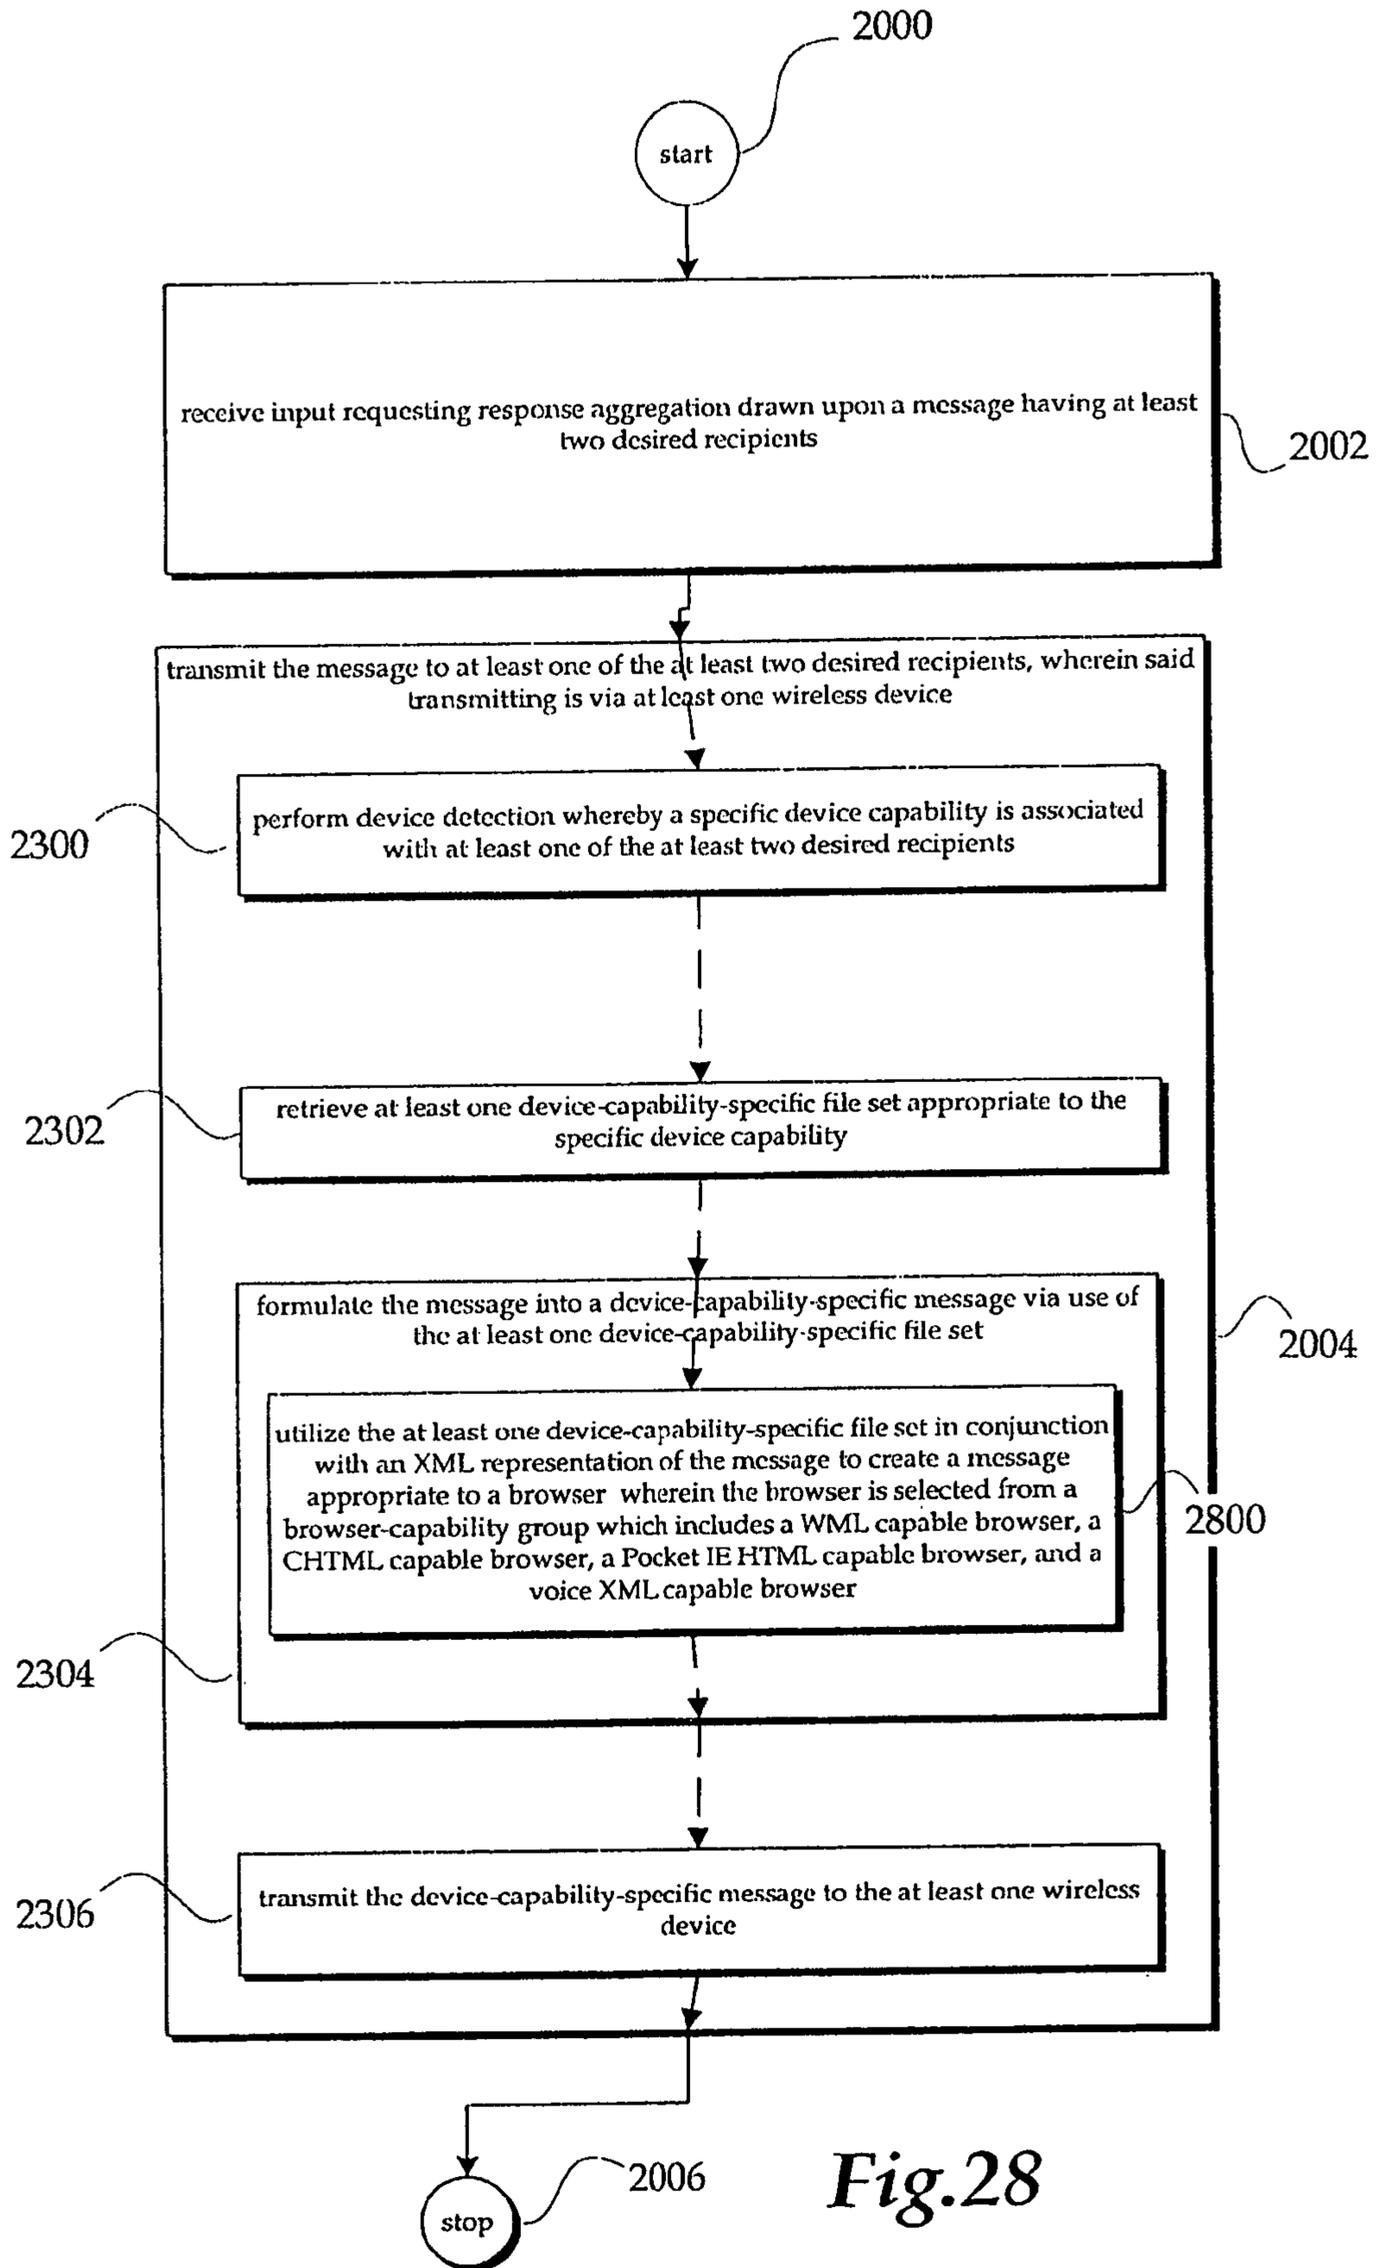 2000
start
receive input requesting response aggregation drawn upon a message having at least
two desired recipients
2002
transmit the message to at least one of the at least two desired recipients, wherein said
transmitting is via at least one wireless device
2300
perform device detection whereby a specific device capability is associated
with at least one of the at least two desired recipients
2302
retrieve at least one device-capability-specific file set appropriate to the
specific device capability
formulate the message into a device-capability-specific message via use of
the at least one device-capability-specific file set
2004
utilize the at least one device-capability-specific file set in conjunction
with an XML representation of the message to create a message
appropriate to a browser wherein the browser is selected from a
browser-capability group which includes a WML capable browser, a
CHTML capable browser, a Pocket IE HTML capable browser, and a
voice XML capable browser
2800
2304
2306
transmit the device-capability-specific message to the at least one wireless
device
2006
stop
Fig.28